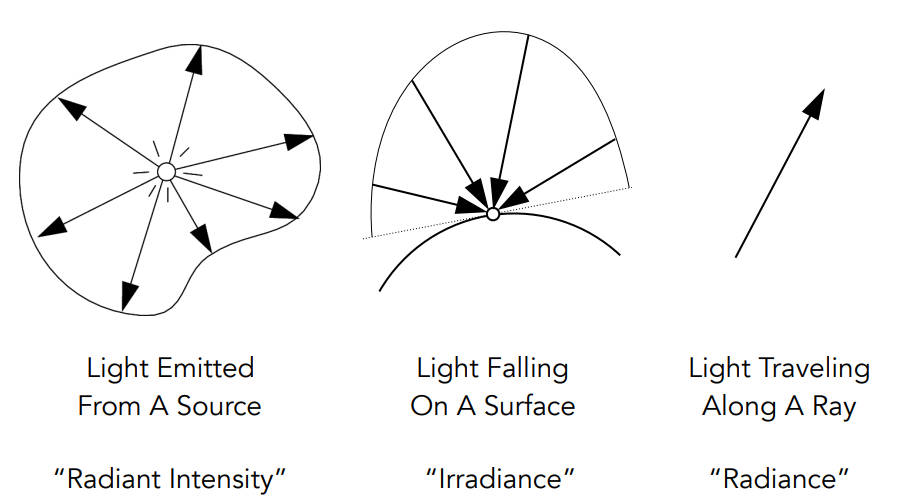 Light Emitted
From A Source
“Radiant Intensity”
Light Falling
On A Surface
“Irradiance”
Light Traveling
Along A Ray
“Radiance”